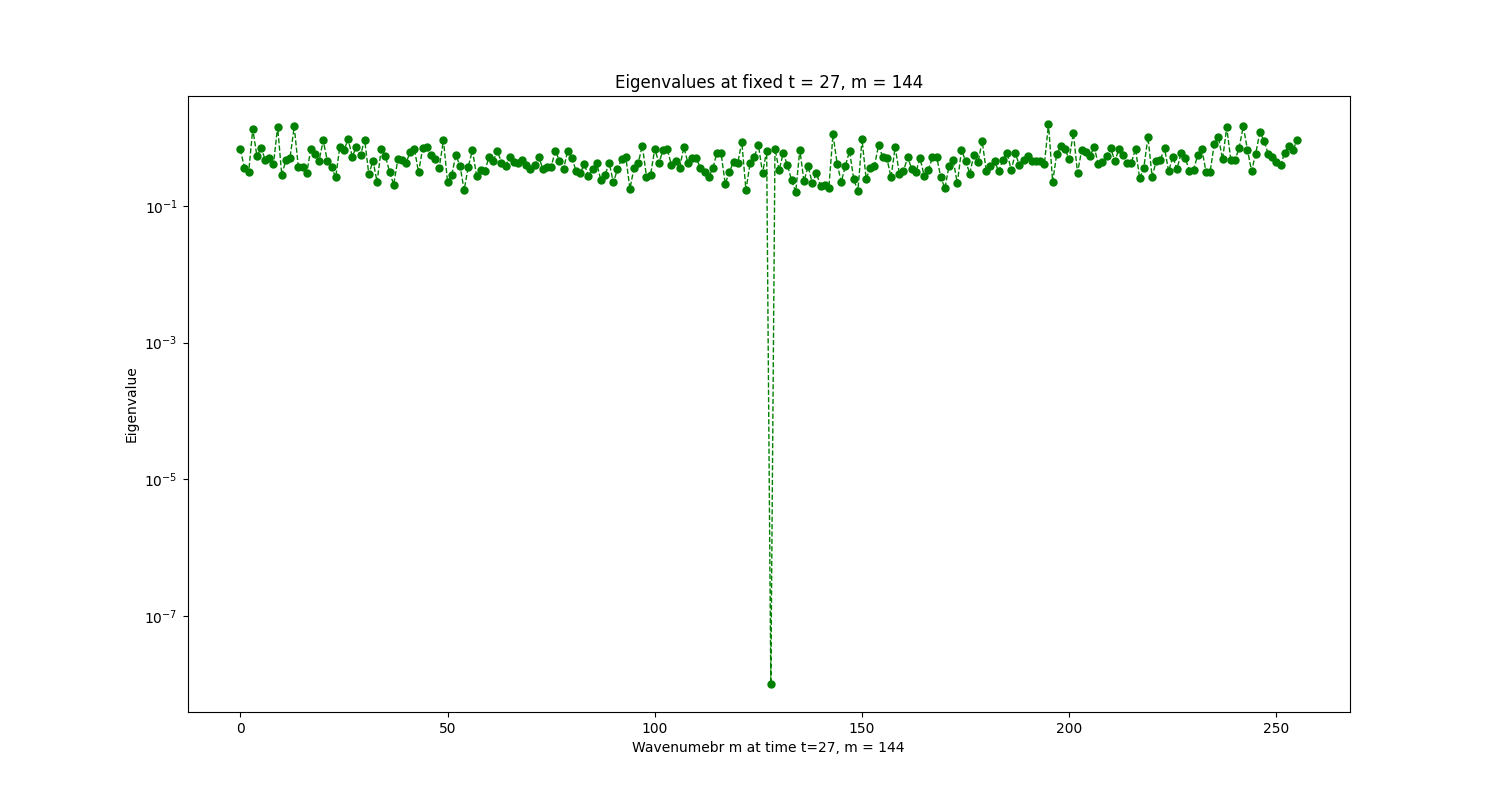 Eigenvalues at fixed t = 27, m = 144
Eigenvalue
10⁻¹
10⁻³
10⁻⁵
10⁻⁷
0 50 100 150 200 250
Wavenumebr m at time t=27, m = 144